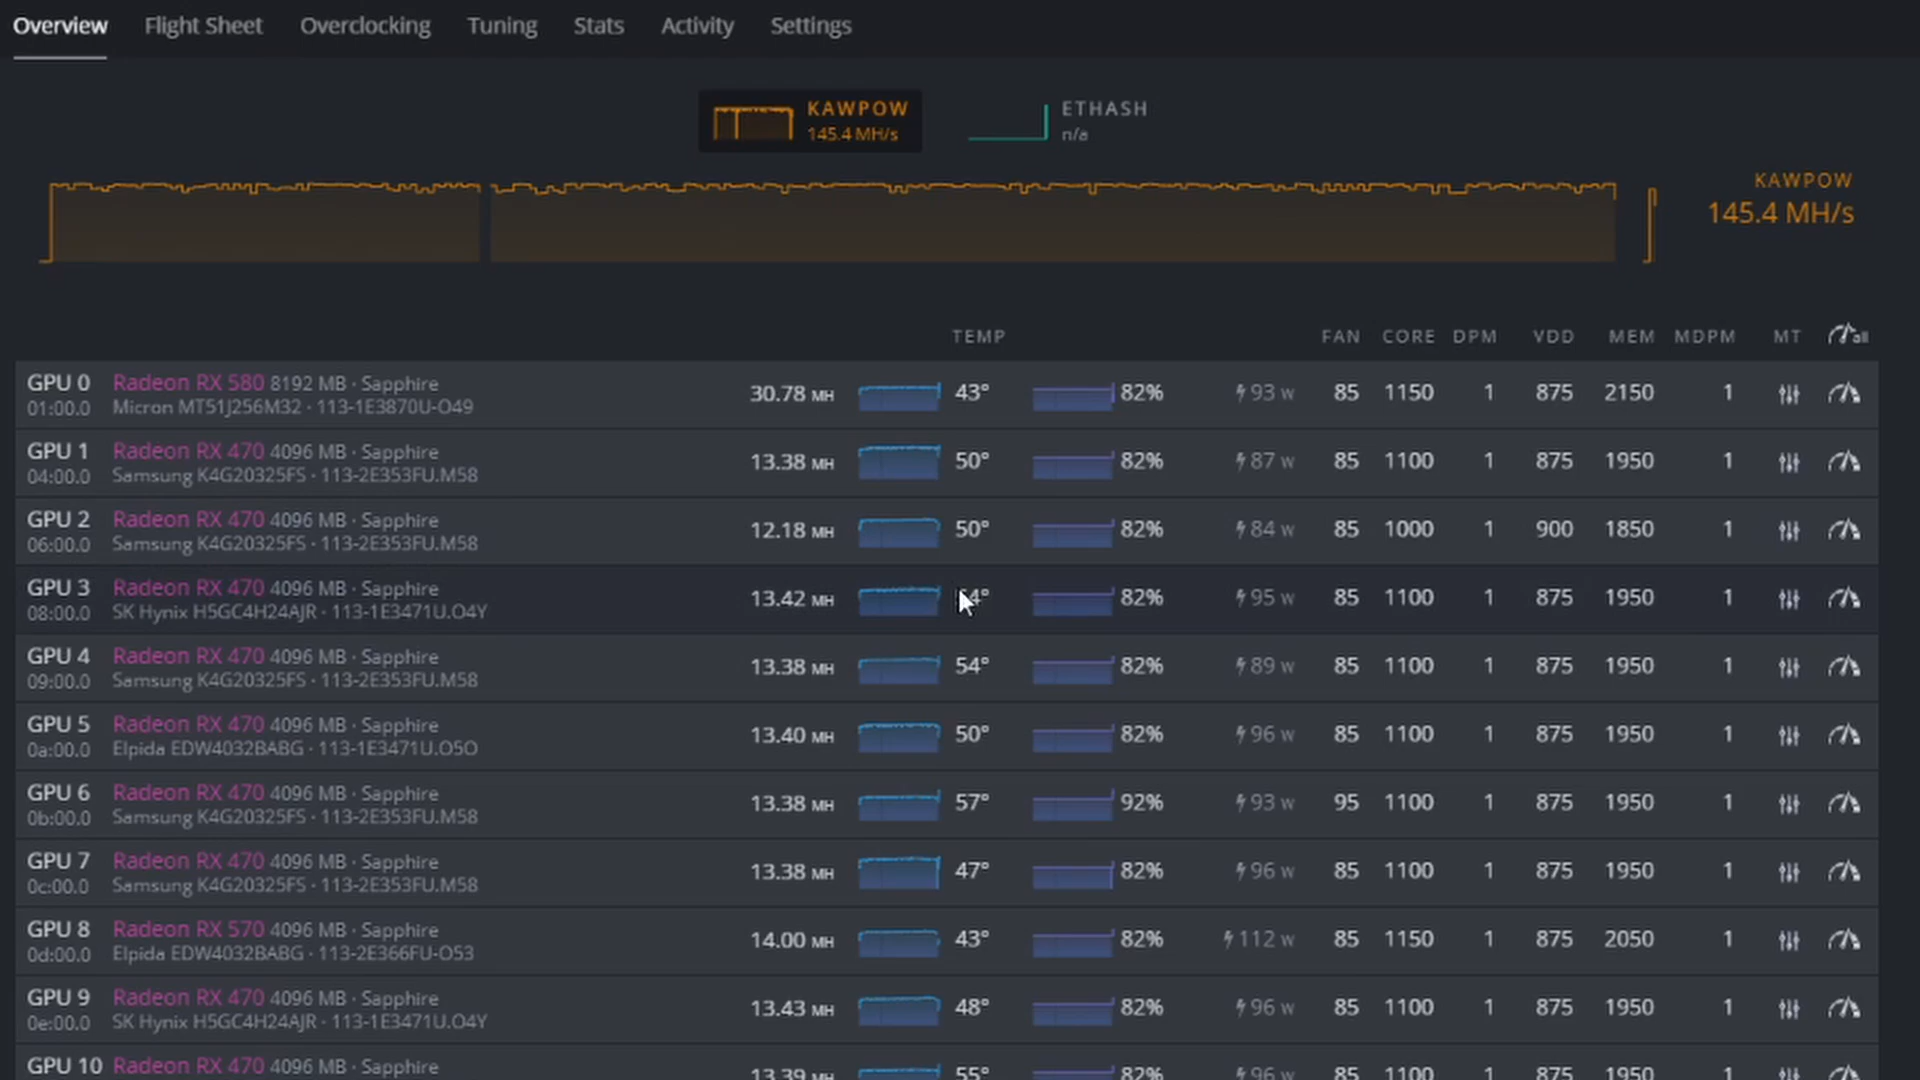 Overview Flight Sheet Overclocking Tuning Stats Activity Settings
KAWPOW
145.4 MH/s
ETHASH
n/a
KAWPOW
145.4 MH/s
TEMP FAN CORE DPM VDD MEM MDPM MT all
GPU 0 Radeon RX 580 8192 MB · Sapphire 30.78 MH 43° 82% 93 W 85 1150 1 875 2150 1
01:00.0 Micron MT51J256M32 · 113-1E3870U-O49
GPU 1 Radeon RX 470 4096 MB · Sapphire 13.38 MH 50° 82% 87 W 85 1100 1 875 1950 1
04:00.0 Samsung K4G20325FS · 113-2E353FU.M58
GPU 2 Radeon RX 470 4096 MB · Sapphire 12.18 MH 50° 82% 84 W 85 1000 1 900 1850 1
06:00.0 Samsung K4G20325FS · 113-2E353FU.M58
GPU 3 Radeon RX 470 4096 MB · Sapphire 13.42 MH 82% 95 W 85 1100 1 875 1950 1
08:00.0 SK Hynix H5GC4H24AJR · 113-1E3471U.O4Y
GPU 4 Radeon RX 470 4096 MB · Sapphire 13.38 MH 54° 82% 89 W 85 1100 1 875 1950 1
09:00.0 Samsung K4G20325FS · 113-2E353FU.M58
GPU 5 Radeon RX 470 4096 MB · Sapphire 13.40 MH 50° 82% 96 W 85 1100 1 875 1950 1
0a:00.0 Elpida EDW4032BABG · 113-1E3471U.O5O
GPU 6 Radeon RX 470 4096 MB · Sapphire 13.38 MH 57° 92% 93 W 95 1100 1 875 1950 1
0b:00.0 Samsung K4G20325FS · 113-2E353FU.M58
GPU 7 Radeon RX 470 4096 MB · Sapphire 13.38 MH 47° 82% 96 W 85 1100 1 875 1950 1
0c:00.0 Samsung K4G20325FS · 113-2E353FU.M58
GPU 8 Radeon RX 570 4096 MB · Sapphire 14.00 MH 43° 82% 112 W 85 1150 1 875 2050 1
0d:00.0 Elpida EDW4032BABG · 113-2E366FU-O53
GPU 9 Radeon RX 470 4096 MB · Sapphire 13.43 MH 48° 82% 96 W 85 1100 1 875 1950 1
0e:00.0 SK Hynix H5GC4H24AJR · 113-1E3471U.O4Y
GPU 10 Radeon RX 470 4096 MB · Sapphire 13.39 MH 55° 82% 96 W 85 1100 1 875 1950 1